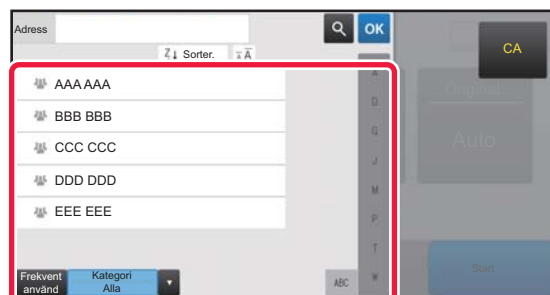 Adress
OK
CA
Sorter.
A
AAA AAA
BBB BBB
CCC CCC
DDD DDD
EEE EEE
A
D
G
J
M
P
T
W
Original
Auto
Frekvent
använd
Kategori
Alla
ABC
Start